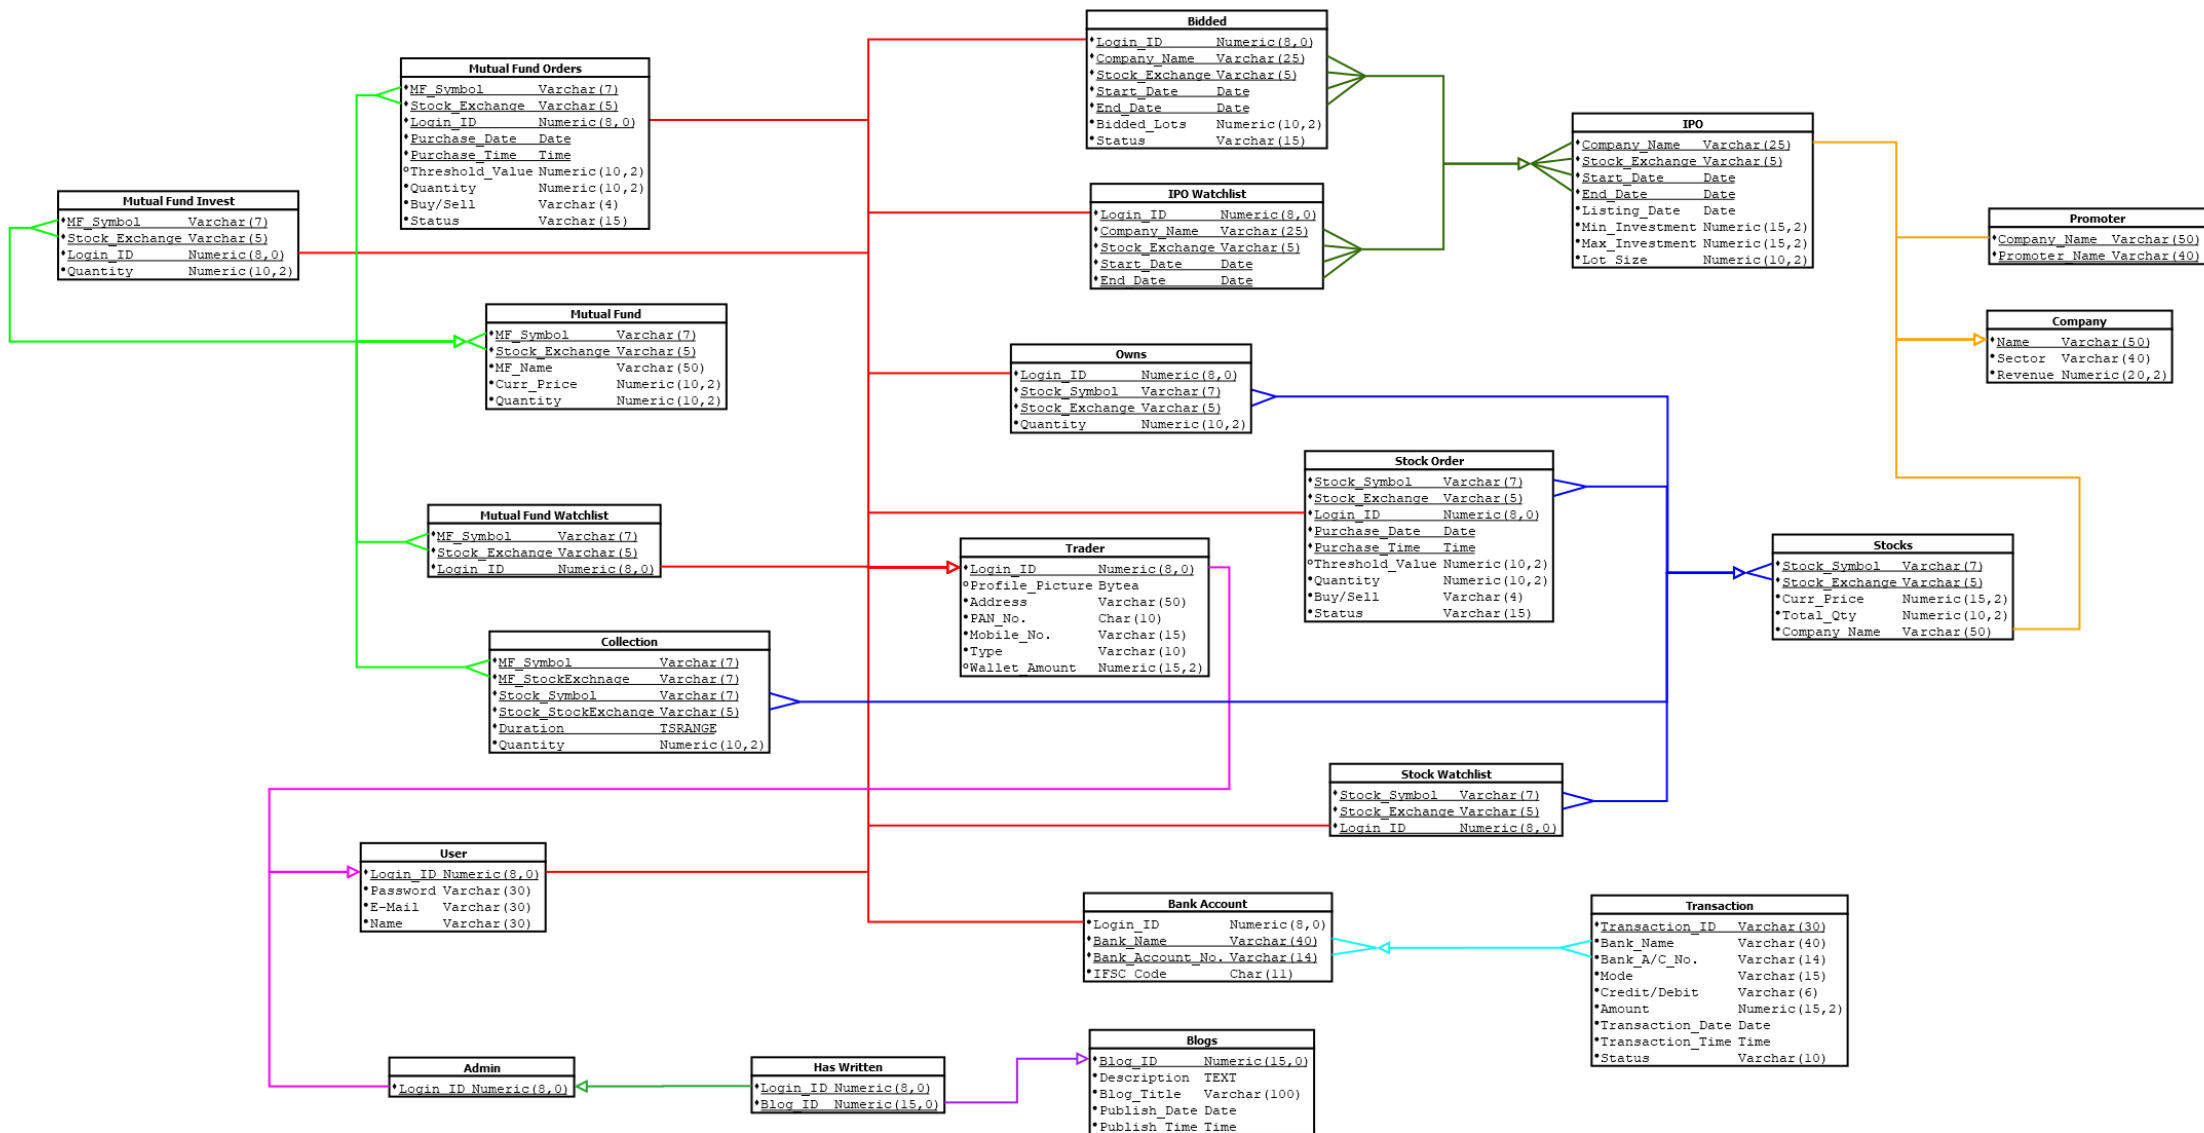 Bidded
Login_ID Numeric(8,0)
Company_Name Varchar(25)
Stock_Exchange Varchar(5)
Start_Date Date
End_Date Date
Bidded_Lots Numeric(10,2)
Status Varchar(15)
Mutual Fund Orders
MF_Symbol Varchar(7)
Stock_Exchange Varchar(5)
Login_ID Numeric(8,0)
Purchase_Date Date
Purchase_Time Time
Threshold_Value Numeric(10,2)
Quantity Numeric(10,2)
Buy/Sell Varchar(4)
Status Varchar(15)
IPO
Company_Name Varchar(25)
Stock_Exchange Varchar(5)
Start_Date Date
End_Date Date
Listing_Date Date
Min_Investment Numeric(15,2)
Max_Investment Numeric(15,2)
Lot_Size Numeric(10,2)
Mutual Fund Invest
MF_Symbol Varchar(7)
Stock_Exchange Varchar(5)
Login_ID Numeric(8,0)
Quantity Numeric(10,2)
IPO Watchlist
Login_ID Numeric(8,0)
Company_Name Varchar(25)
Stock_Exchange Varchar(5)
Start_Date Date
End_Date Date
Promoter
Company_Name Varchar(50)
Promoter_Name Varchar(40)
Mutual Fund
MF_Symbol Varchar(7)
Stock_Exchange Varchar(5)
MF_Name Varchar(50)
Curr_Price Numeric(10,2)
Quantity Numeric(10,2)
Company
Name Varchar(50)
Sector Varchar(40)
Revenue Numeric(20,2)
Owns
Login_ID Numeric(8,0)
Stock_Symbol Varchar(7)
Stock_Exchange Varchar(5)
Quantity Numeric(10,2)
Stock Order
Stock_Symbol Varchar(7)
Stock_Exchange Varchar(5)
Login_ID Numeric(8,0)
Purchase_Date Date
Purchase_Time Time
Threshold_Value Numeric(10,2)
Quantity Numeric(10,2)
Buy/Sell Varchar(4)
Status Varchar(15)
Mutual Fund Watchlist
MF_Symbol Varchar(7)
Stock_Exchange Varchar(5)
Login_ID Numeric(8,0)
Trader
Login_ID Numeric(8,0)
Profile_Picture Bytea
Address Varchar(50)
PAN_No. Char(10)
Mobile_No. Varchar(15)
Type Varchar(10)
Wallet_Amount Numeric(15,2)
Stocks
Stock_Symbol Varchar(7)
Stock_Exchange Varchar(5)
Curr_Price Numeric(15,2)
Total_Qty Numeric(10,2)
Company_Name Varchar(50)
Collection
MF_Symbol Varchar(7)
MF_StockExchnage Varchar(7)
Stock_Symbol Varchar(7)
Stock_StockExchange Varchar(5)
Duration TSRANGE
Quantity Numeric(10,2)
Stock Watchlist
Stock_Symbol Varchar(7)
Stock_Exchange Varchar(5)
Login_ID Numeric(8,0)
User
Login_ID Numeric(8,0)
Password Varchar(30)
E-Mail Varchar(30)
Name Varchar(30)
Bank Account
Login_ID Numeric(8,0)
Bank_Name Varchar(40)
Bank_Account_No. Varchar(14)
IFSC_Code Char(11)
Transaction
Transaction_ID Varchar(30)
Bank_Name Varchar(40)
Bank_A/C_No. Varchar(14)
Mode Varchar(15)
Credit/Debit Varchar(6)
Amount Numeric(15,2)
Transaction_Date Date
Transaction_Time Time
Status Varchar(10)
Admin
Login_ID Numeric(8,0)
Has Written
Login_ID Numeric(8,0)
Blog_ID Numeric(15,0)
Blogs
Blog_ID Numeric(15,0)
Description TEXT
Blog_Title Varchar(100)
Publish_Date Date
Publish_Time Time